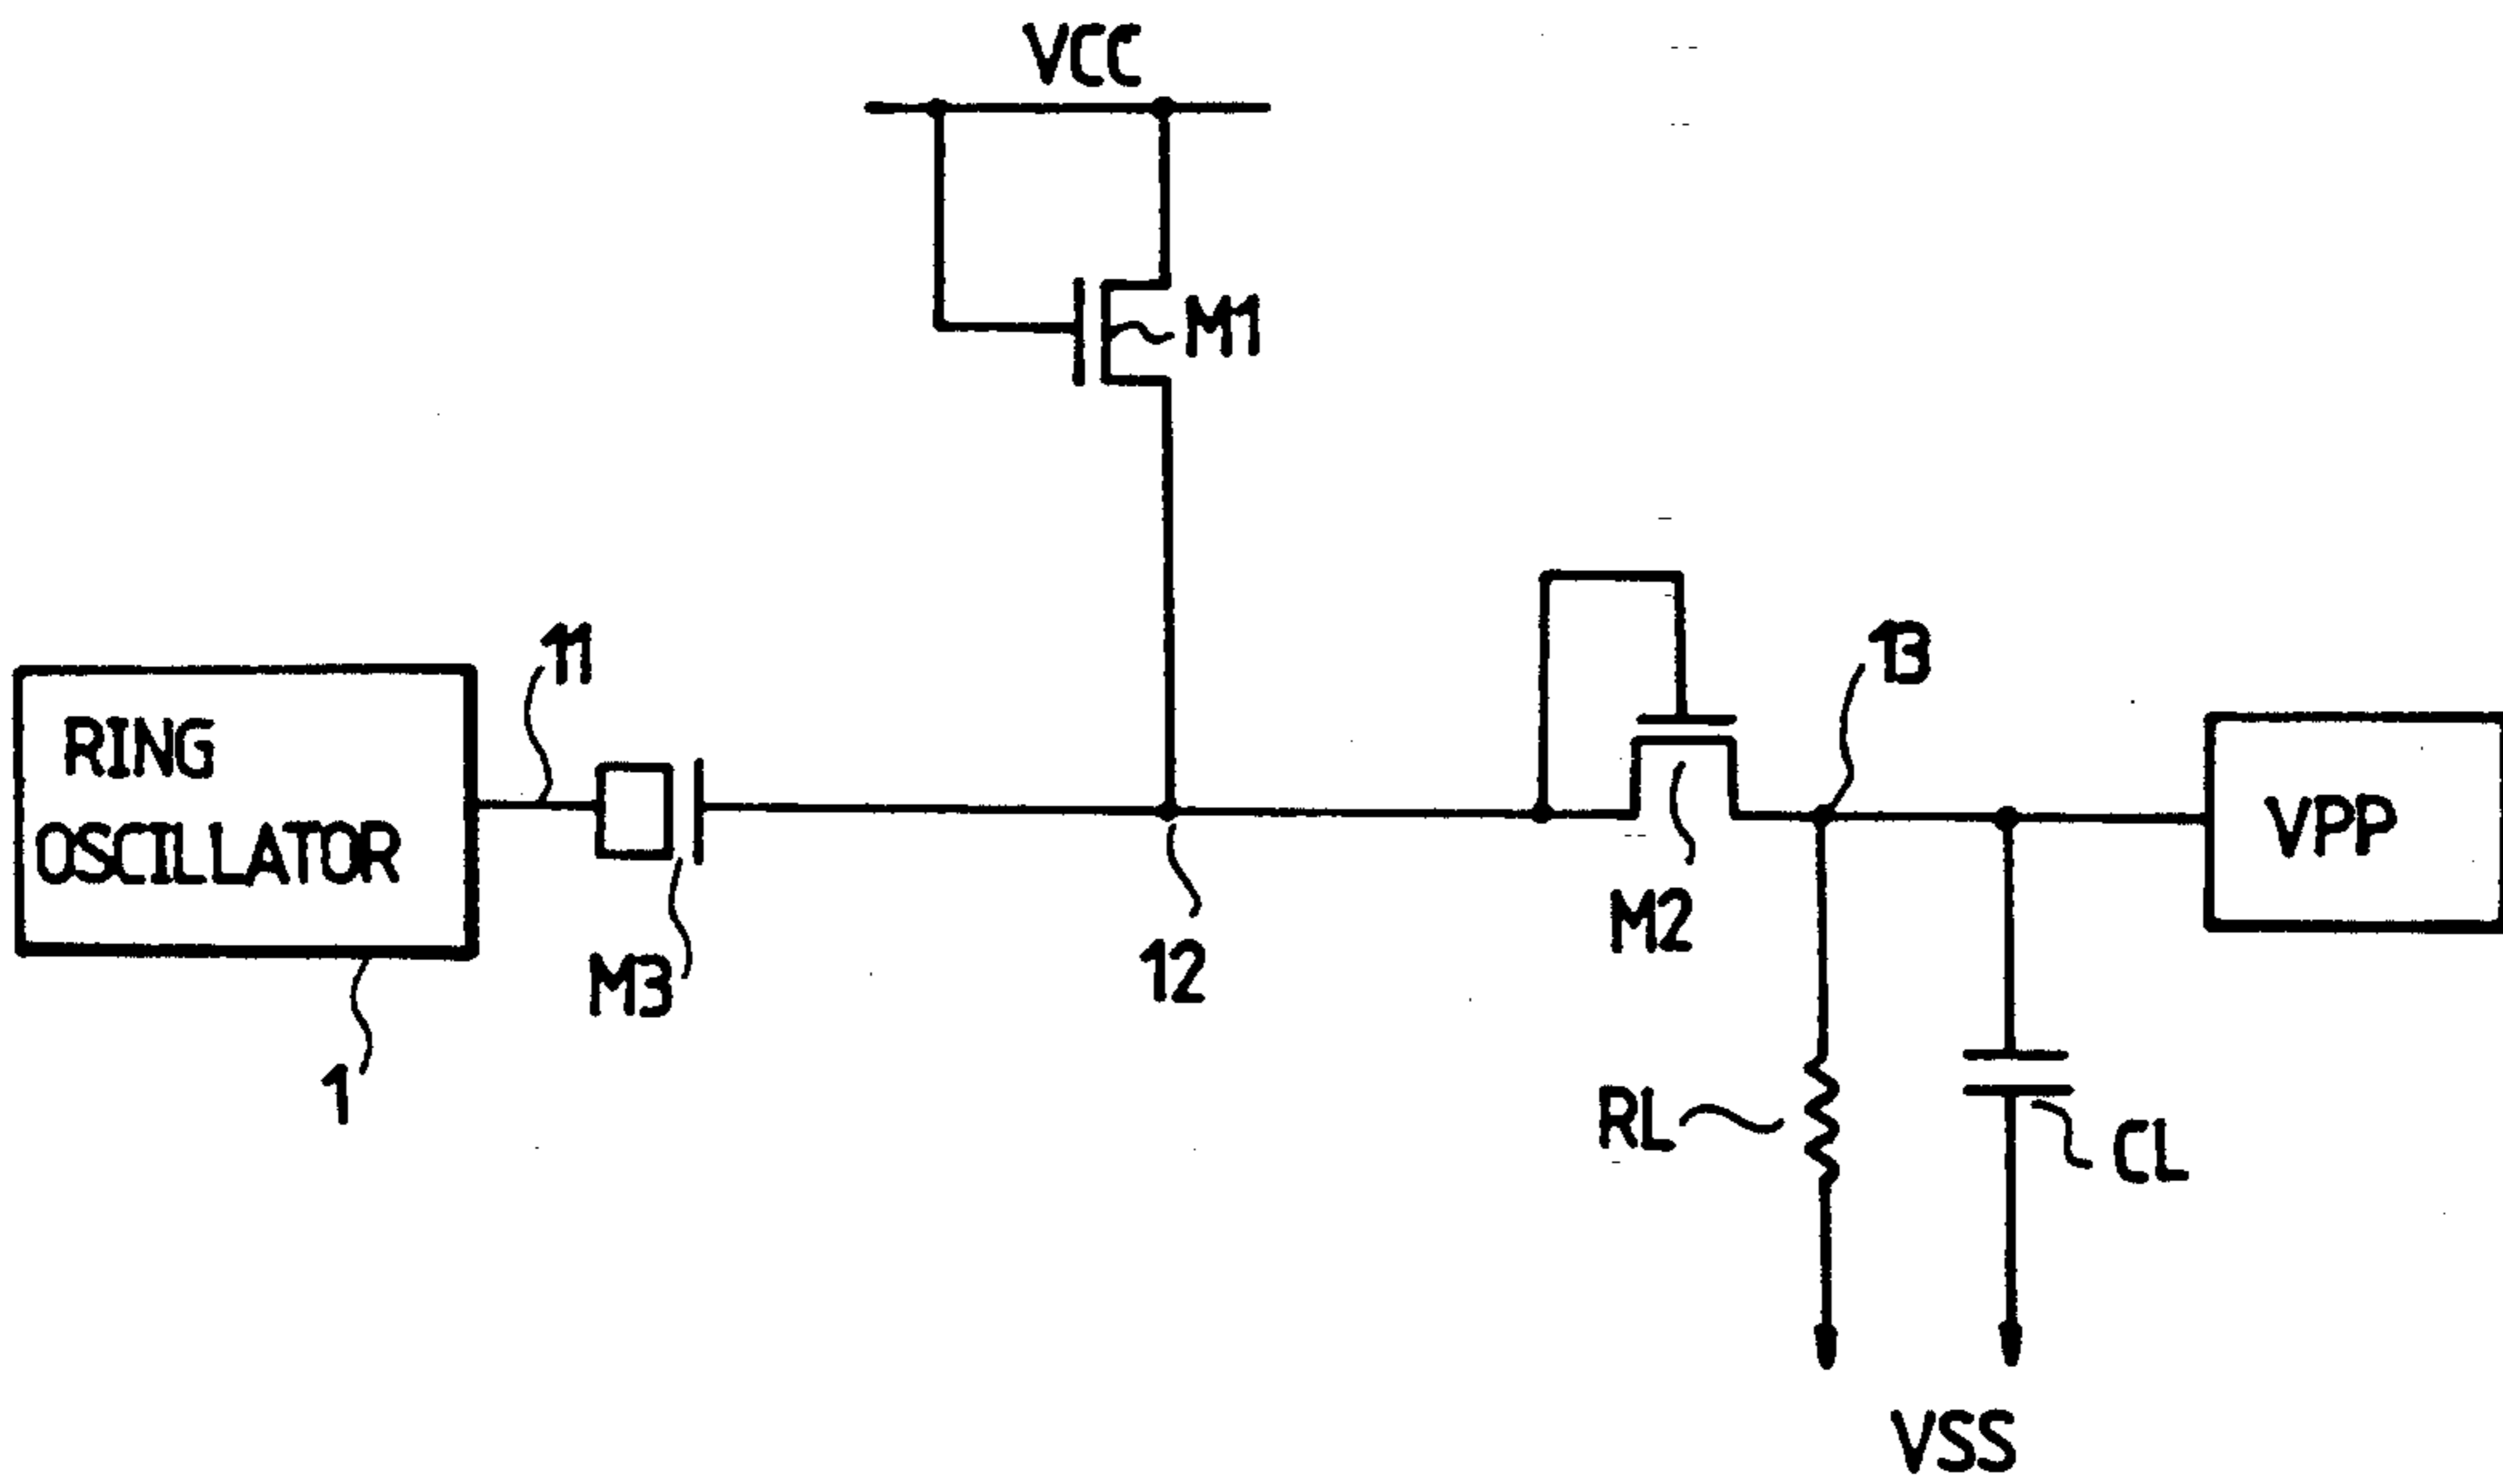 VCC
M1
11
13
RING
OSCILLATOR
VPP
M2
M3
12
1
RL
CL
VSS